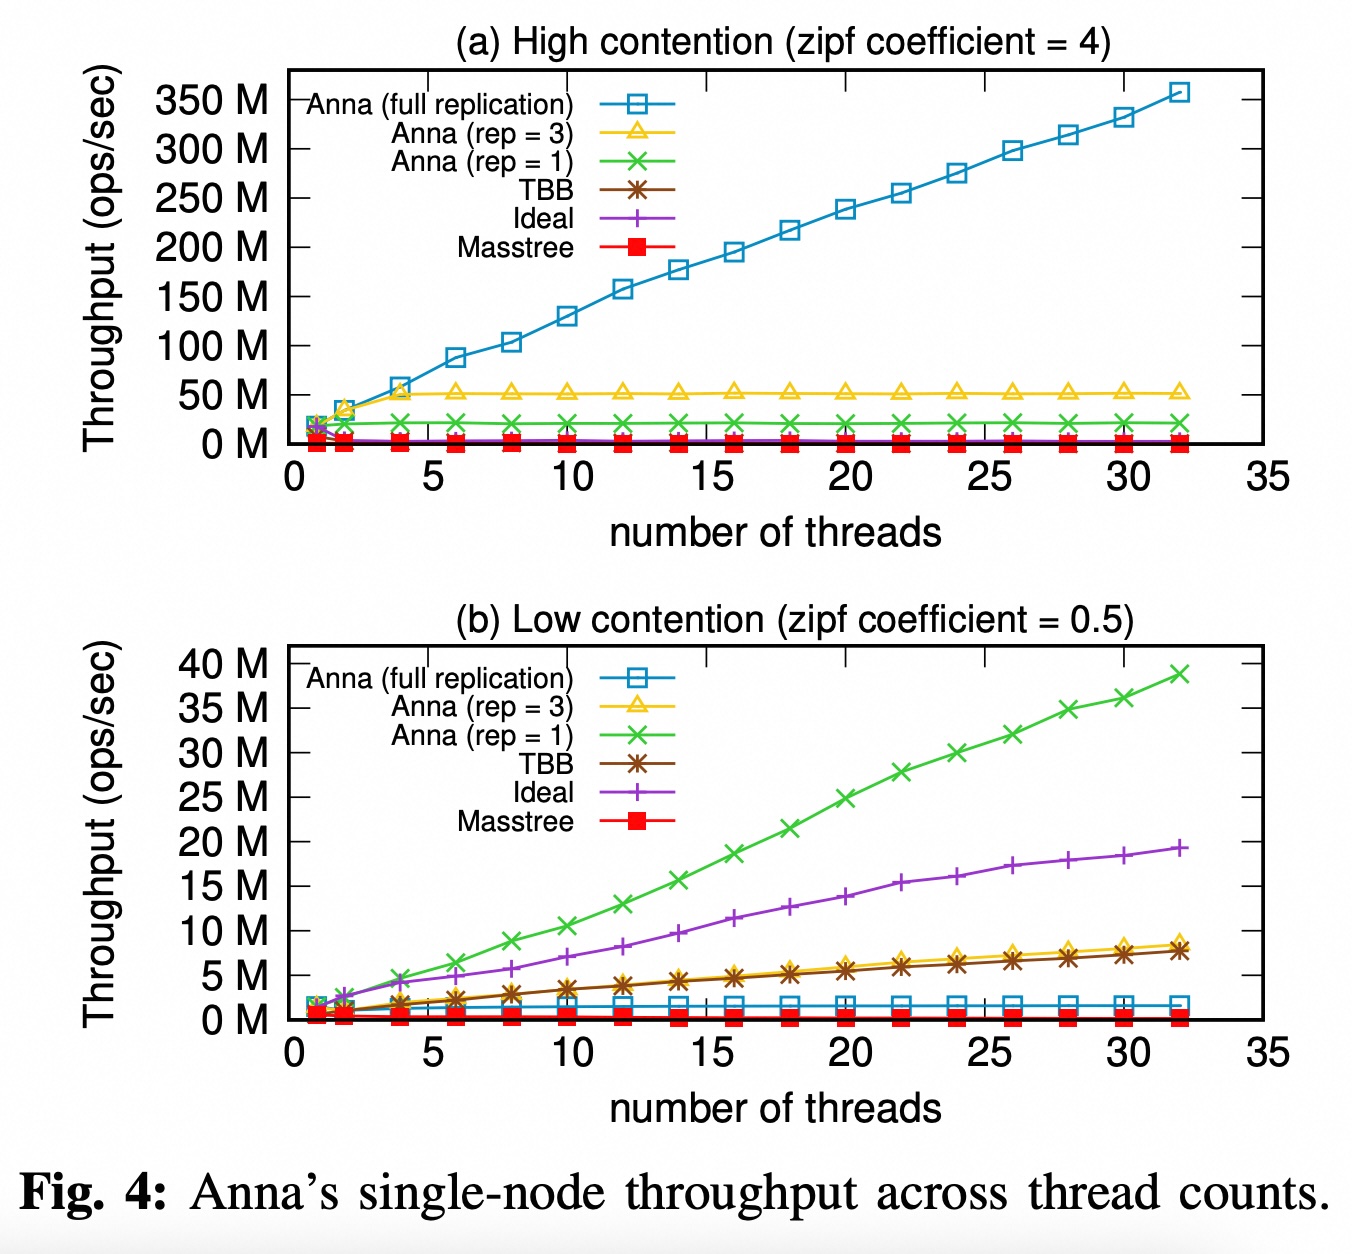 (a) High contention (zipf coefficient = 4)
Throughput (ops/sec)
350 M
300 M
250 M
200 M
150 M
100 M
50 M
0 M
Anna (full replication)
Anna (rep = 3)
Anna (rep = 1)
TBB
Ideal
Masstree
0 5 10 15 20 25 30 35
number of threads
(b) Low contention (zipf coefficient = 0.5)
Throughput (ops/sec)
40 M
35 M
30 M
25 M
20 M
15 M
10 M
5 M
0 M
Anna (full replication)
Anna (rep = 3)
Anna (rep = 1)
TBB
Ideal
Masstree
0 5 10 15 20 25 30 35
number of threads
Fig. 4: Anna’s single-node throughput across thread counts.